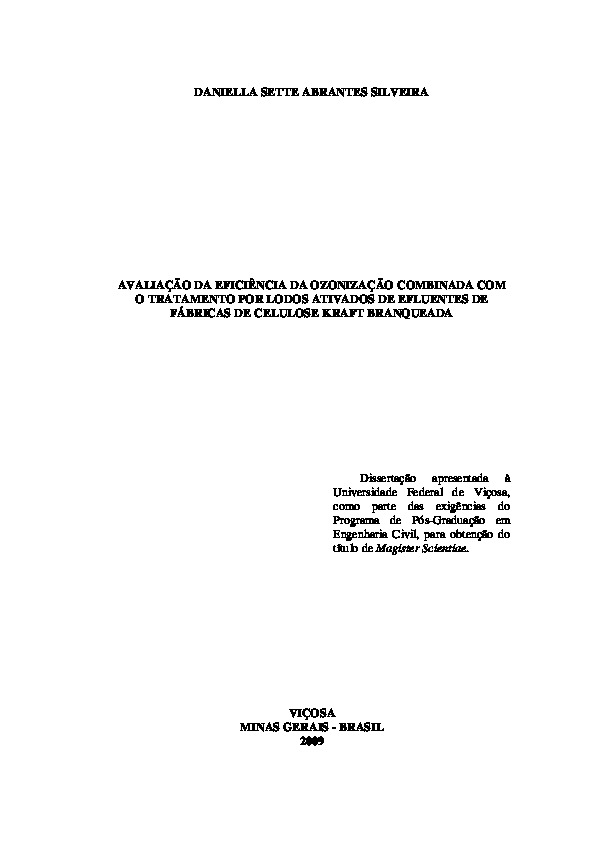 DANIELLA SETTE ABRANTES SILVEIRA
AVALIAÇÃO DA EFICIÊNCIA DA OZONIZAÇÃO COMBINADA COM
O TRATAMENTO POR LODOS ATIVADOS DE EFLUENTES DE
FÁBRICAS DE CELULOSE KRAFT BRANQUEADA
Dissertação apresentada à
Universidade Federal de Viçosa,
como parte das exigências do
Programa de Pós-Graduação em
Engenharia Civil, para obtenção do
título de Magister Scientiae.
VIÇOSA
MINAS GERAIS - BRASIL
2009